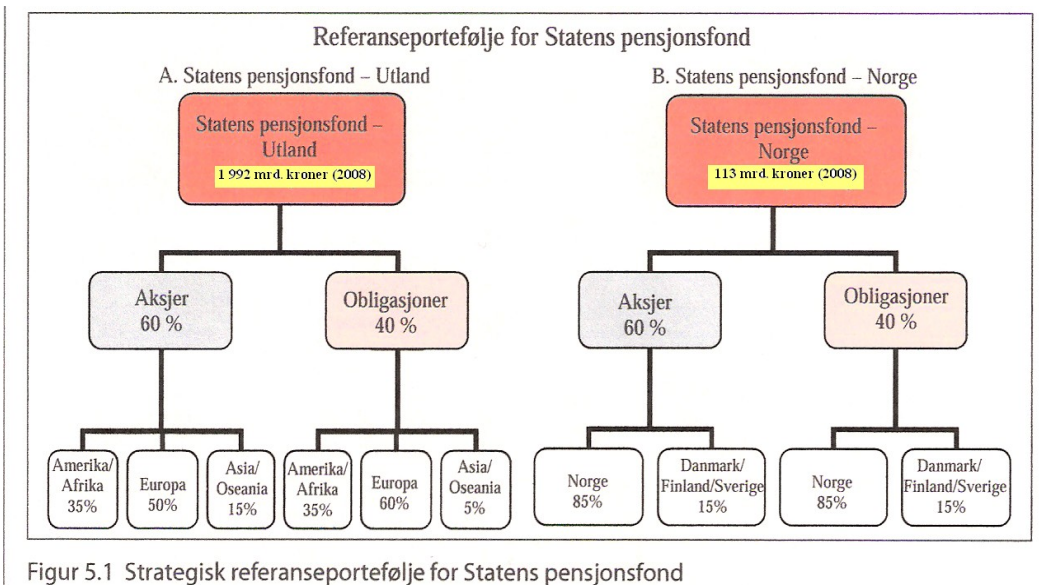 Referanseportefølje for Statens pensjonsfond
A. Statens pensjonsfond – Utland
B. Statens pensjonsfond – Norge
Statens pensjonsfond –
Utland
1 992 mrd. kroner (2008)
Statens pensjonsfond –
Norge
113 mrd. kroner (2008)
Aksjer
60 %
Obligasjoner
40 %
Aksjer
60 %
Obligasjoner
40 %
Amerika/
Afrika
35%
Europa
50%
Asia/
Oseania
15%
Amerika/
Afrika
35%
Europa
60%
Asia/
Oseania
5%
Norge
85%
Danmark/
Finland/Sverige
15%
Norge
85%
Danmark/
Finland/Sverige
15%
Figur 5.1 Strategisk referanseportefølje for Statens pensjonsfond